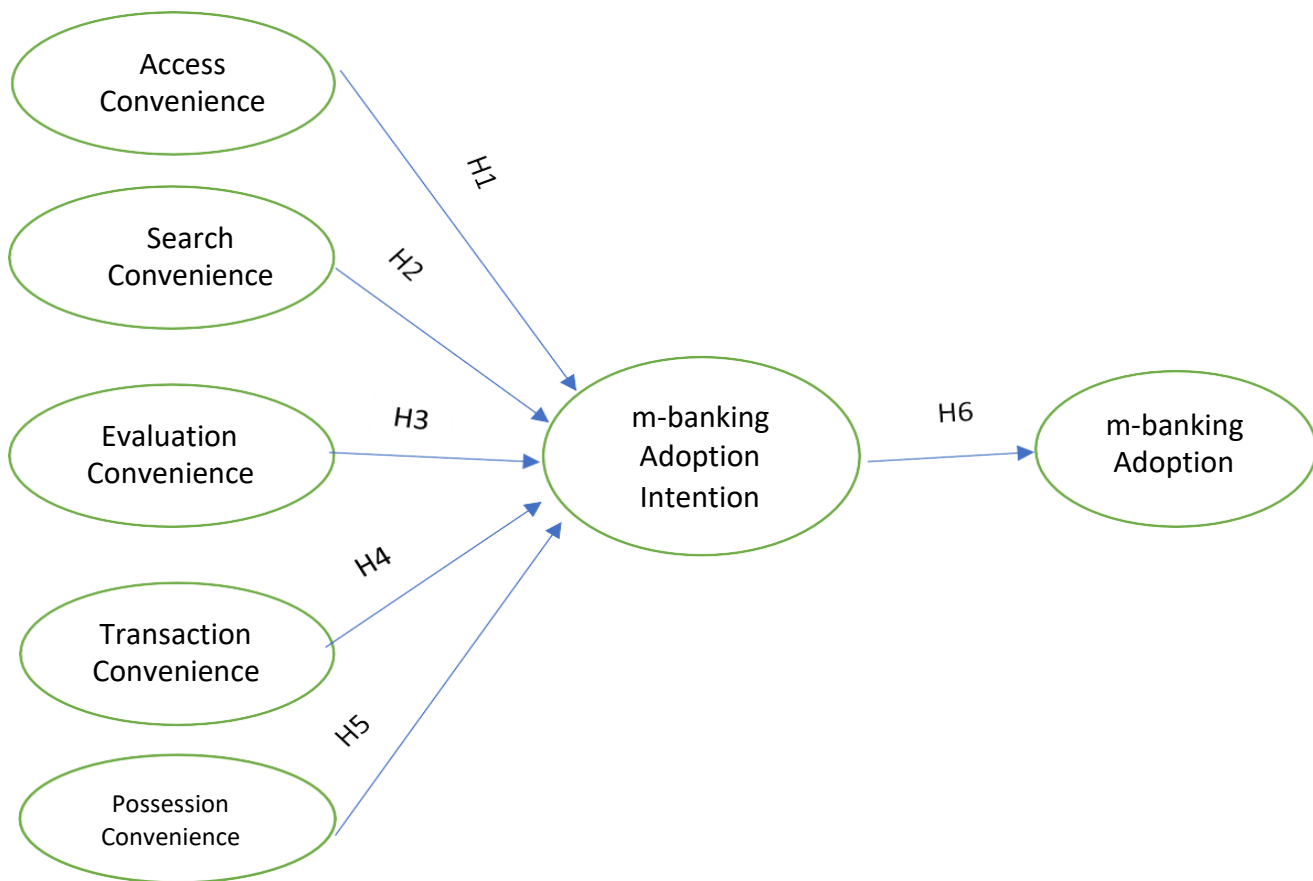 Access
Convenience
H1
Search
Convenience
H2
Evaluation
Convenience
H3
m-banking
Adoption
Intention
H6
m-banking
Adoption
Transaction
Convenience
H4
Possession
Convenience
H5